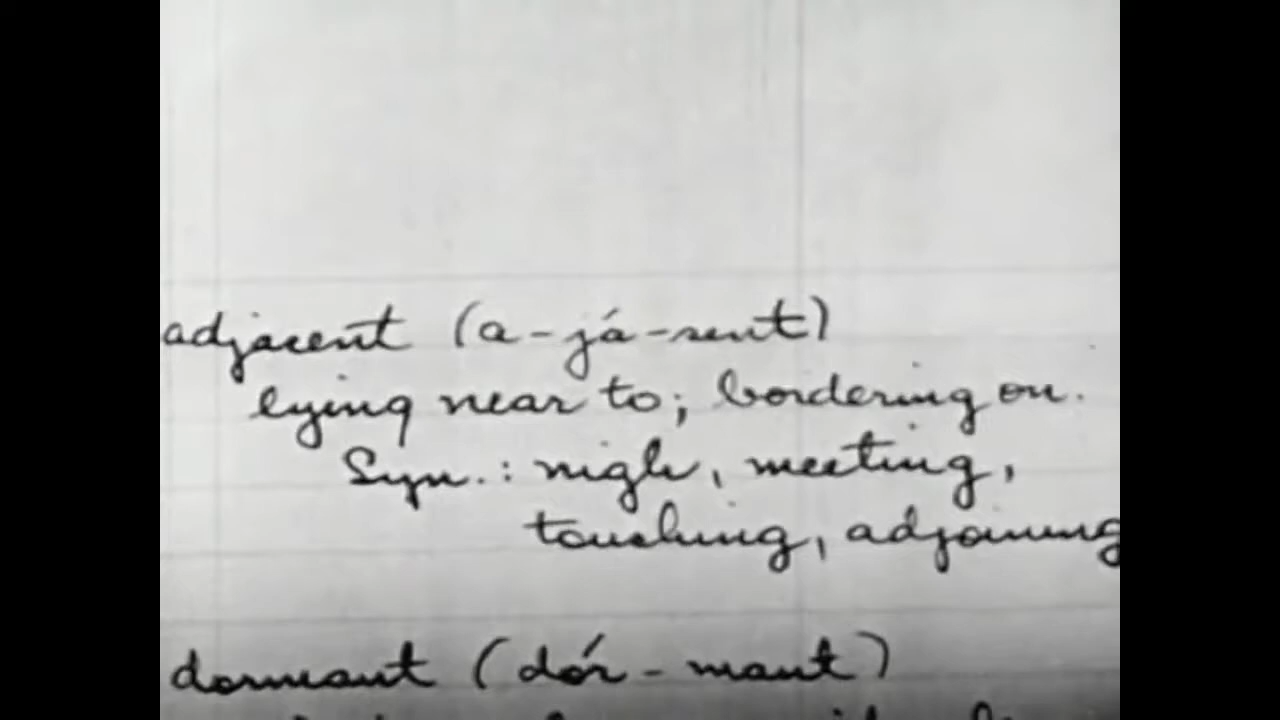 adjacent (a-já-sent)
lying near to; bordering on.
Syn.: nigh, meeting,
touching, adjoining
dormant (dór-mant)